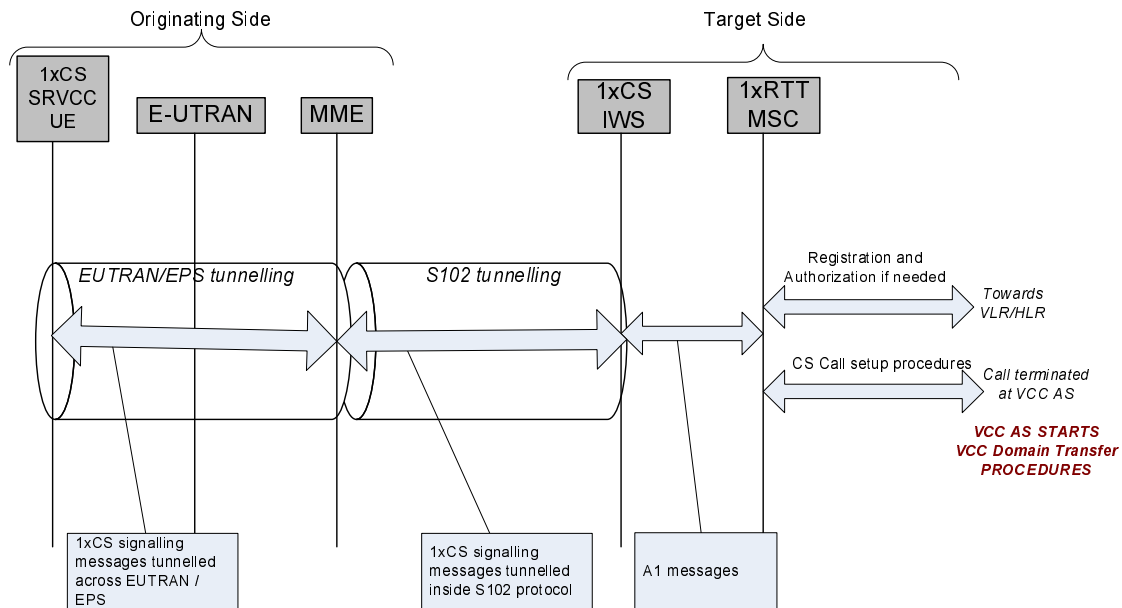 Originating Side
Target Side
1xCS
SRVCC
UE
E-UTRAN
MME
1xCS
IWS
1xRTT
MSC
EUTRAN/EPS tunnelling
S102 tunnelling
Registration and
Authorization if needed
Towards
VLR/HLR
CS Call setup procedures
Call terminated
at VCC AS
VCC AS STARTS
VCC Domain Transfer
PROCEDURES
1xCS signalling
messages tunnelled
across EUTRAN /
EPS
1xCS signalling
messages tunnelled
inside S102 protocol
A1 messages